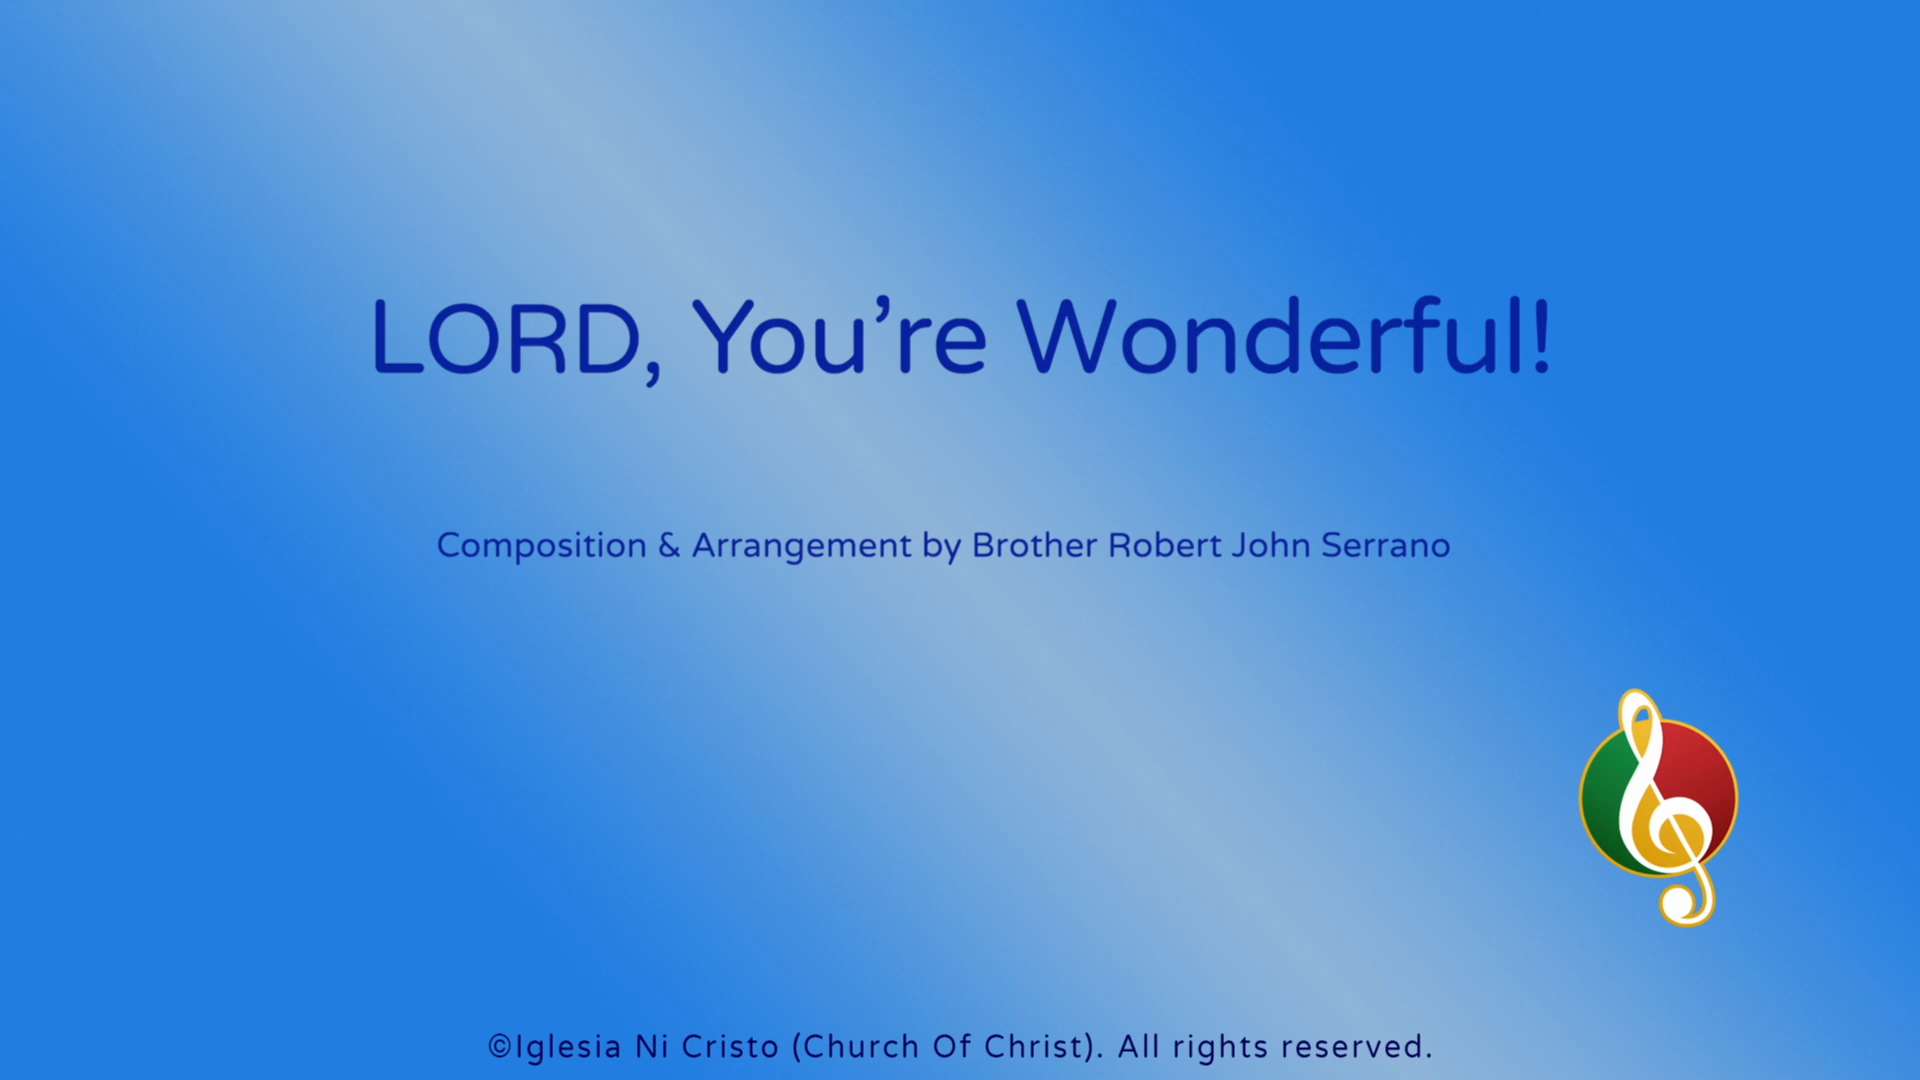 LORD, You’re Wonderful!
Composition & Arrangement by Brother Robert John Serrano
©Iglesia Ni Cristo (Church Of Christ). All rights reserved.